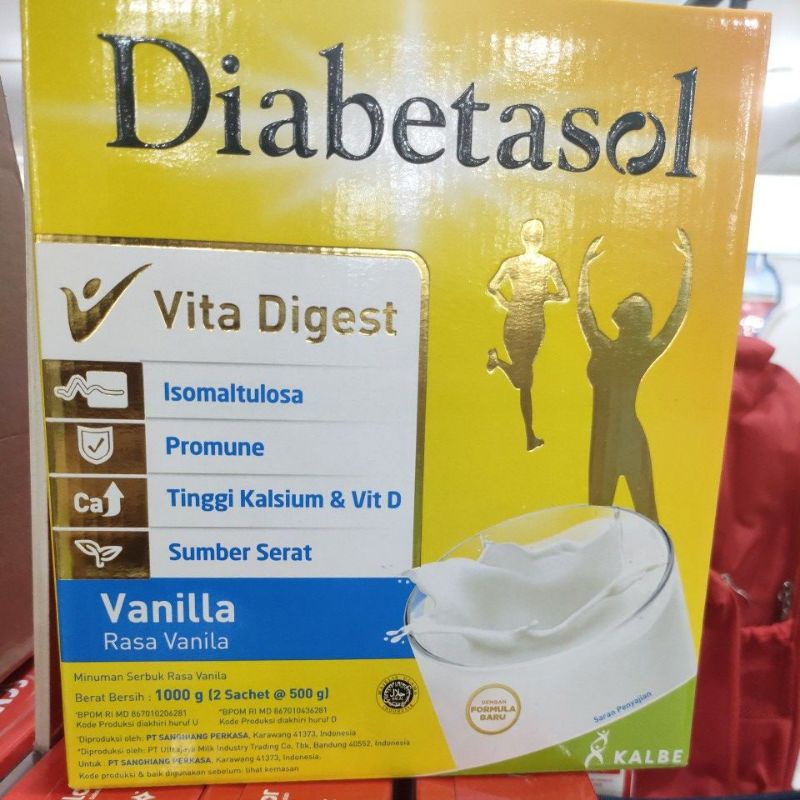 Diabetasol
Vita Digest
Isomaltulosa
Promune
Ca
Tinggi Kalsium & Vit D
Sumber Serat
Vanilla
Rasa Vanila
Minuman Serbuk Rasa Vanila
Berat Bersih : 1000 g (2 Sachet @ 500 g)
*BPOM RI MD 867010206281
Kode Produksi diakhiri huruf U
*BPOM RI MD 867010436281
Kode Produksi diakhiri huruf D
*Diproduksi oleh: PT SANGHIANG PERKASA, Karawang 41373, Indonesia
*Diproduksi oleh: PT Ultrajaya Milk Industry Trading Co. Tbk, Bandung 40552, Indonesia
Untuk : PT SANGHIANG PERKASA, Karawang 41373, Indonesia.
Kode produksi & baik digunakan sebelum: lihat kemasan
DENGAN
FORMULA
BARU
Saran Penyajian
KALBE